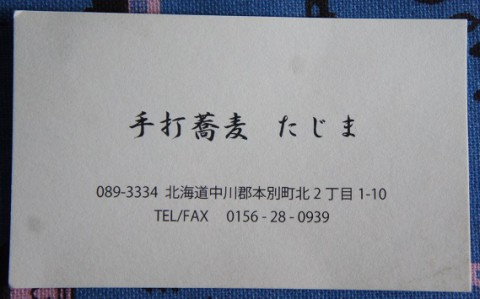 手打蕎麦 たじま
089-3334 北海道中川郡本別町北2丁目1-10
TEL/FAX 0156-28-0939